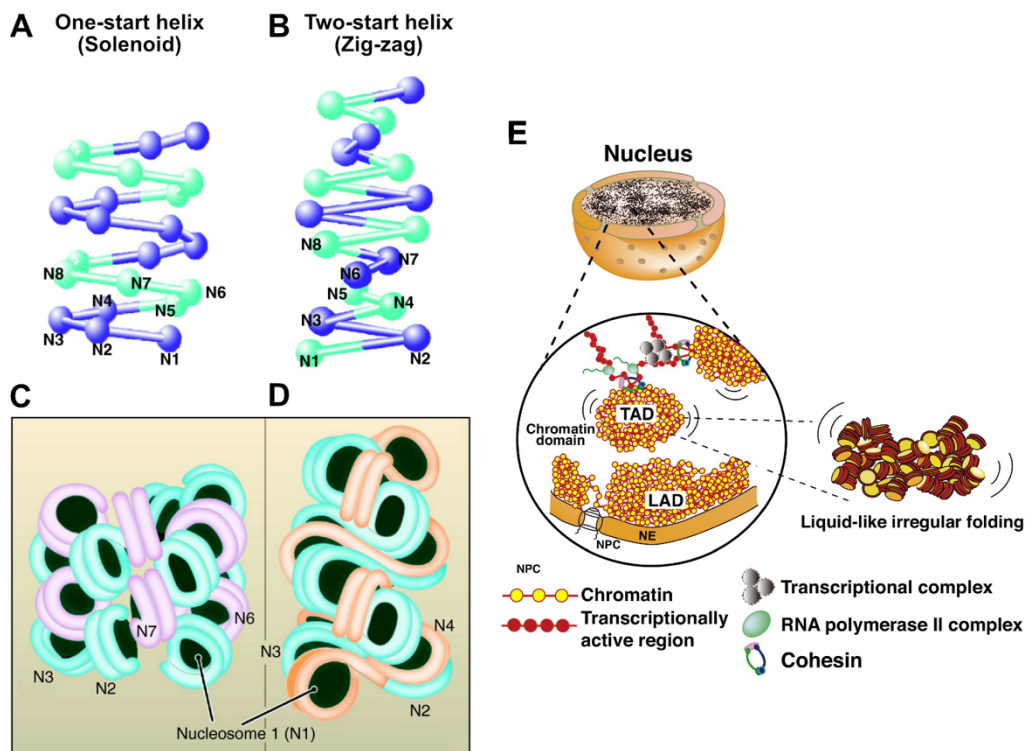 A
One-start helix
(Solenoid)
N8
N7
N6
N4
N5
N3
N2
N1
B
Two-start helix
(Zig-zag)
N8
N7
N6
N5
N4
N3
N1
N2
C
N7
N6
N3
N2
D
N4
N3
N2
Nucleosome 1 (N1)
E
Nucleus
TAD
Chromatin
domain
LAD
NE
NPC
Liquid-like irregular folding
NPC
Chromatin
Transcriptionally
active region
Transcriptional complex
RNA polymerase II complex
Cohesin